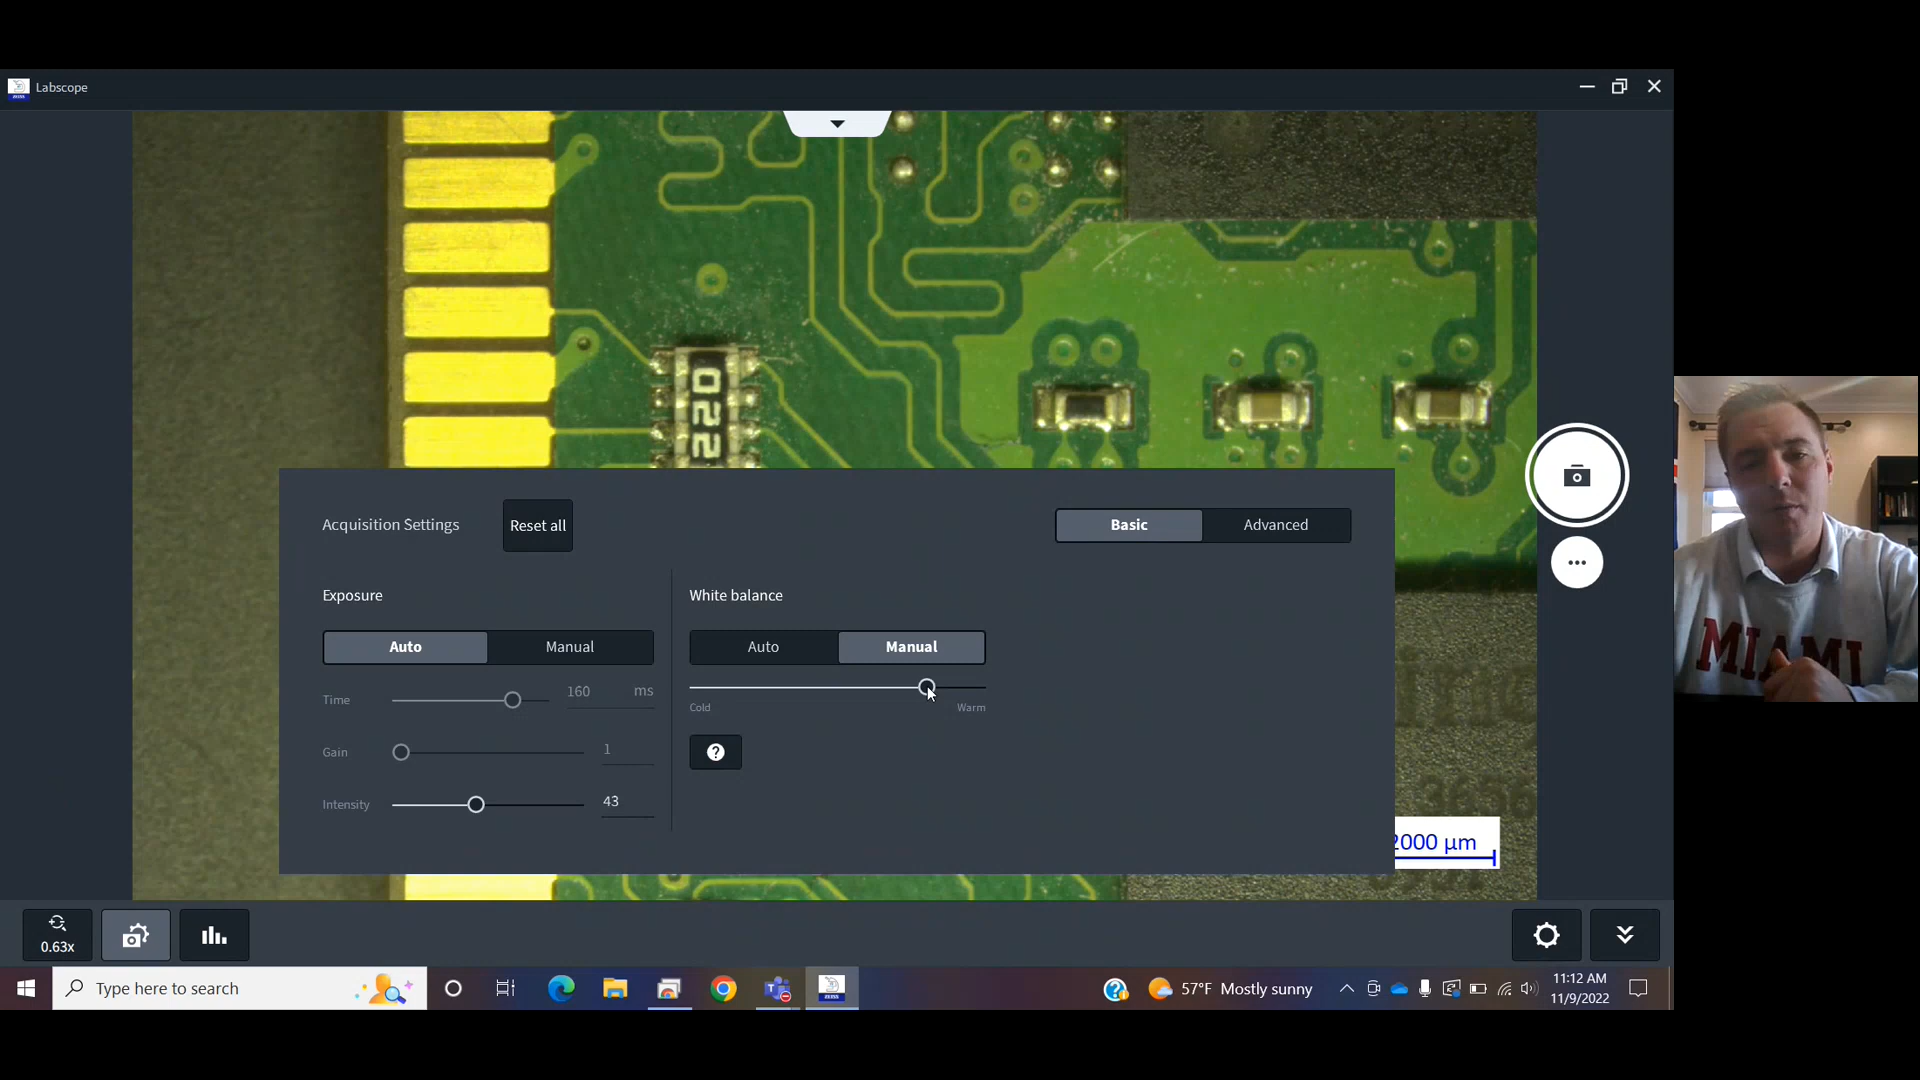 Labscope
022
Acquisition Settings
Reset all
Basic
Advanced
Exposure
White balance
Auto
Manual
Auto
Manual
Time
160
ms
Cold
Warm
Gain
1
Intensity
43
2000 µm
MIAMI
0.63x
Type here to search
57°F Mostly sunny
11:12 AM
11/9/2022